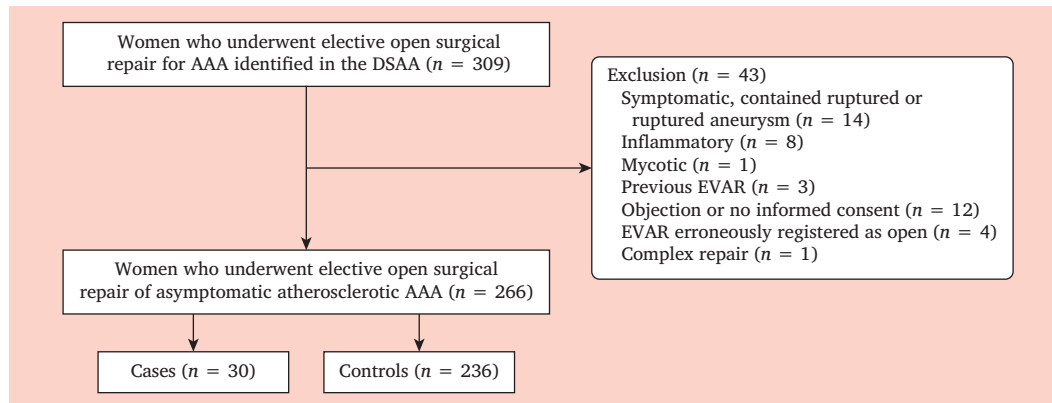 Women who underwent elective open surgical
repair for AAA identified in the DSAA (n = 309)
Exclusion (n = 43)
Symptomatic, contained ruptured or
ruptured aneurysm (n = 14)
Inflammatory (n = 8)
Mycotic (n = 1)
Previous EVAR (n = 3)
Objection or no informed consent (n = 12)
EVAR erroneously registered as open (n = 4)
Complex repair (n = 1)
Women who underwent elective open surgical
repair of asymptomatic atherosclerotic AAA (n = 266)
Cases (n = 30)
Controls (n = 236)